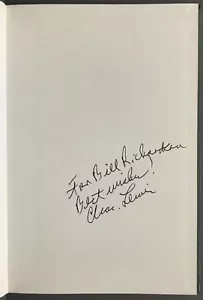 For Bill Richardson
Best wishes!
Chas. Lewis